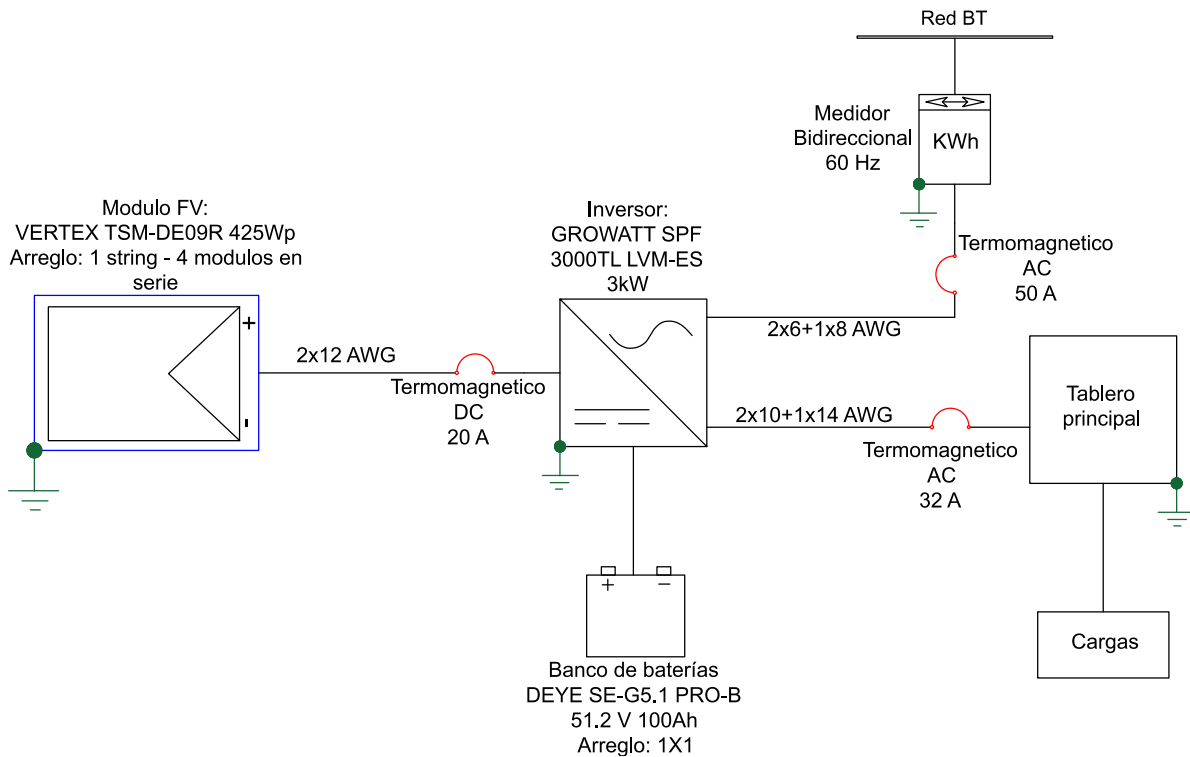 Red BT
Medidor
Bidireccional
60 Hz
KWh
Modulo FV:
VERTEX TSM-DE09R 425Wp
Arreglo: 1 string - 4 modulos en
serie
+
-
2x12 AWG
Termomagnetico
DC
20 A
Inversor:
GROWATT SPF
3000TL LVM-ES
3kW
Termomagnetico
AC
50 A
2x6+1x8 AWG
2x10+1x14 AWG
Termomagnetico
AC
32 A
Tablero
principal
Cargas
+ −
Banco de baterías
DEYE SE-G5.1 PRO-B
51.2 V 100Ah
Arreglo: 1X1